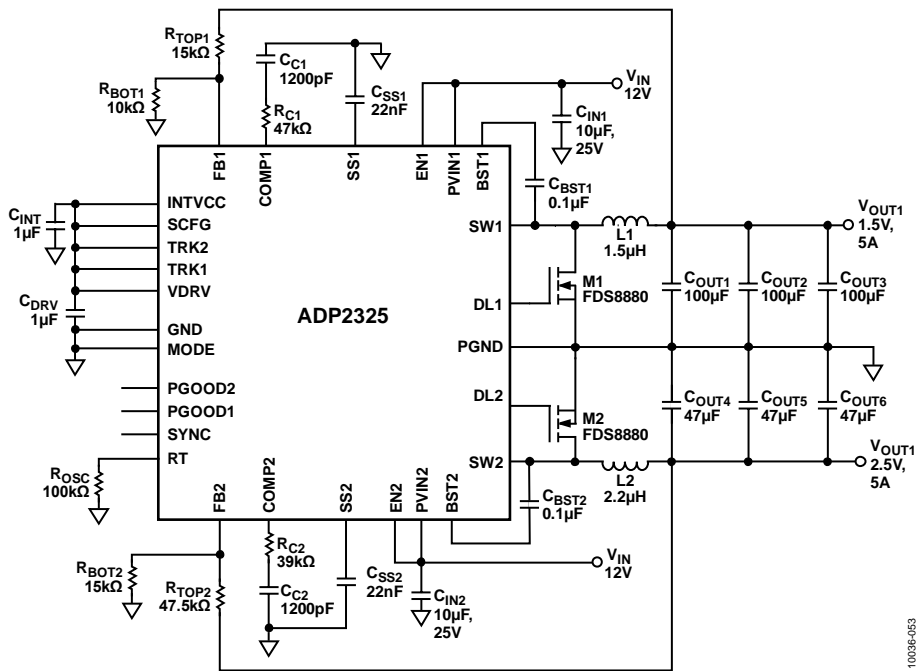 RTOP1
15kΩ
CC1
1200pF
RBOT1
10kΩ
RC1
47kΩ
CSS1
22nF
VIN
12V
CIN1
10µF,
25V
FB1
COMP1
SS1
EN1
PVIN1
BST1
CBST1
0.1µF
CINT
1µF
INTVCC
SCFG
TRK2
TRK1
VDRV
CDRV
1µF
GND
MODE
PGOOD2
PGOOD1
SYNC
RT
ROSC
100kΩ
ADP2325
SW1
DL1
PGND
DL2
SW2
L1
1.5µH
M1
FDS8880
VOUT1
1.5V,
5A
COUT1
100µF
COUT2
100µF
COUT3
100µF
M2
FDS8880
COUT4
47µF
COUT5
47µF
COUT6
47µF
L2
2.2µH
VOUT1
2.5V,
5A
FB2
COMP2
SS2
EN2
PVIN2
BST2
CBST2
0.1µF
RBOT2
15kΩ
RTOP2
47.5kΩ
RC2
39kΩ
CC2
1200pF
CSS2
22nF
CIN2
10µF,
25V
VIN
12V
10036-053